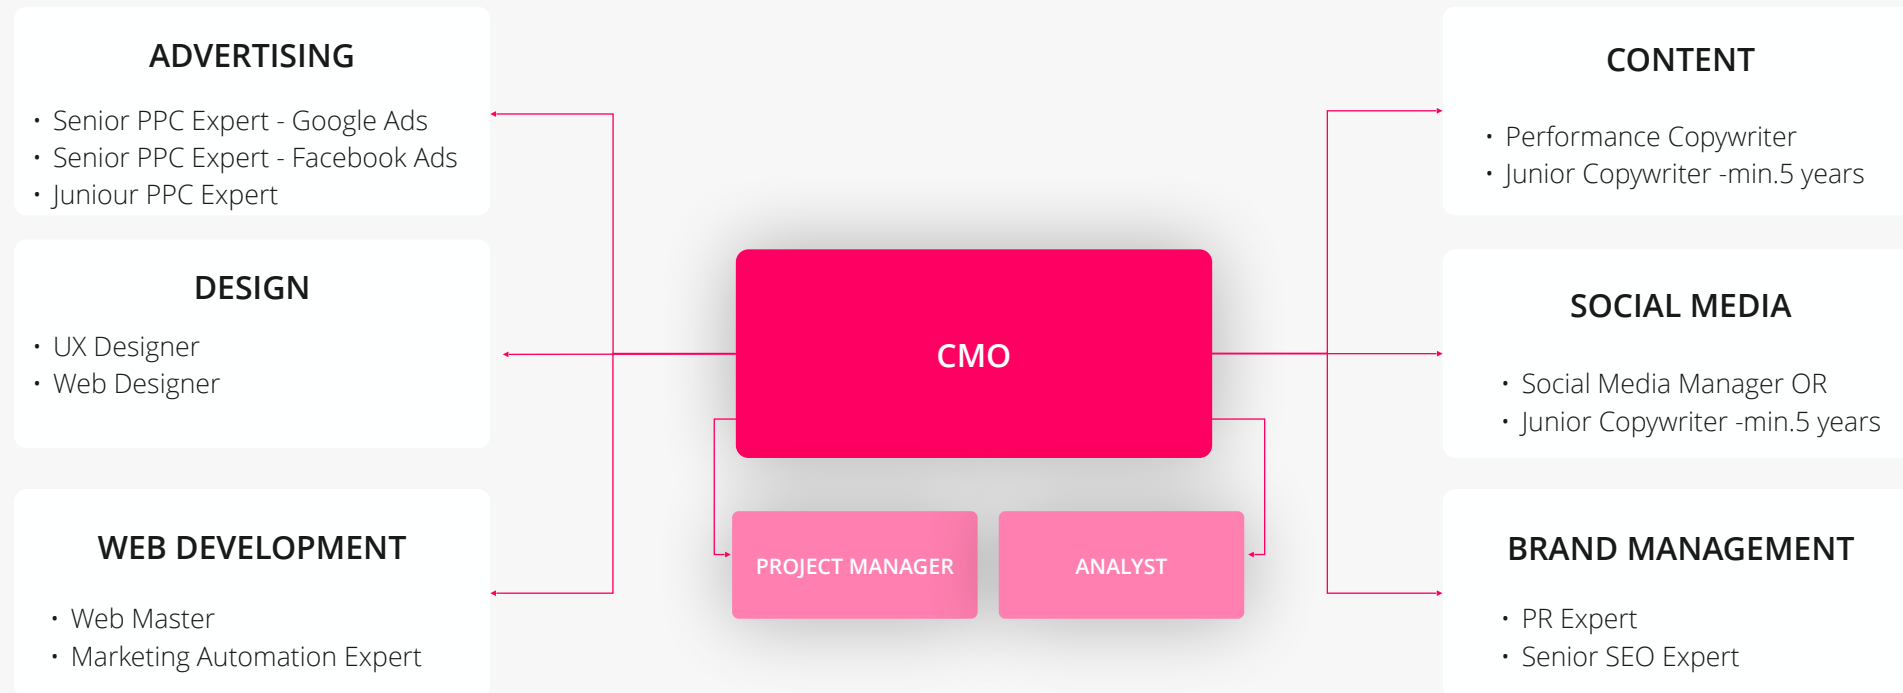 ADVERTISING
• Senior PPC Expert - Google Ads
• Senior PPC Expert - Facebook Ads
• Juniour PPC Expert
DESIGN
• UX Designer
• Web Designer
WEB DEVELOPMENT
• Web Master
• Marketing Automation Expert
CMO
PROJECT MANAGER
ANALYST
CONTENT
• Performance Copywriter
• Junior Copywriter -min.5 years
SOCIAL MEDIA
• Social Media Manager OR
• Junior Copywriter -min.5 years
BRAND MANAGEMENT
• PR Expert
• Senior SEO Expert